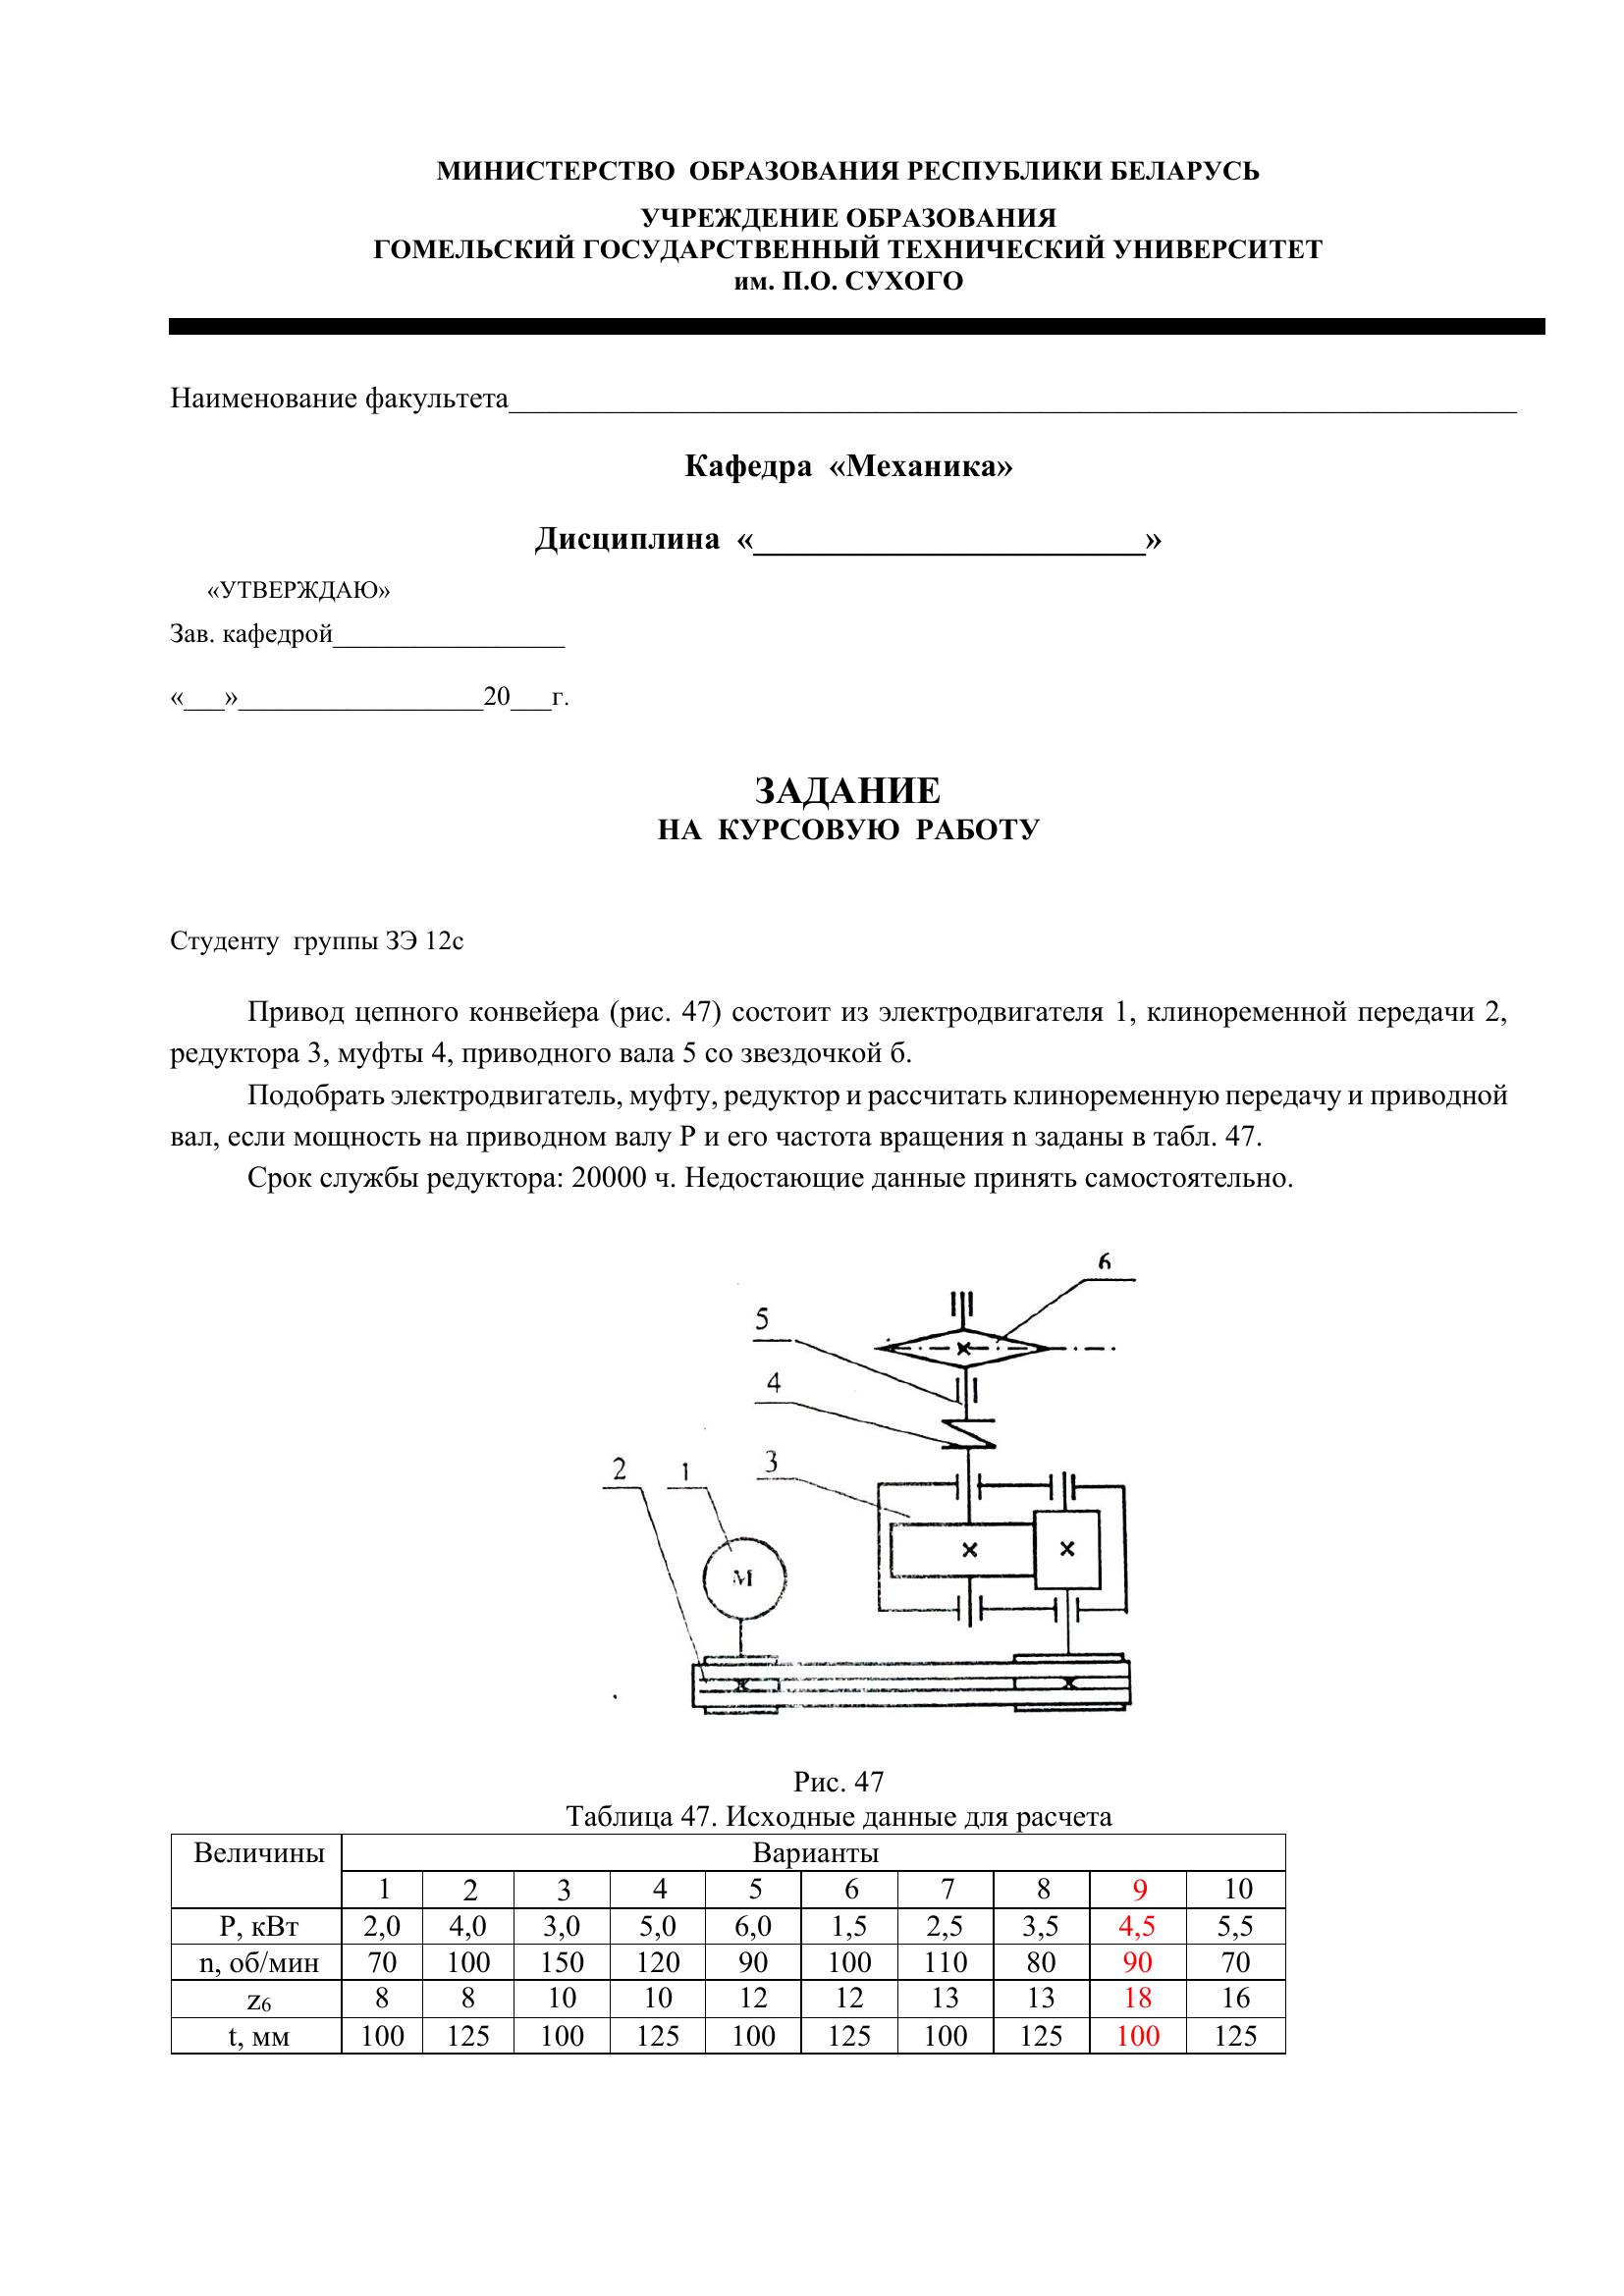 МИНИСТЕРСТВО ОБРАЗОВАНИЯ РЕСПУБЛИКИ БЕЛАРУСЬ
УЧРЕЖДЕНИЕ ОБРАЗОВАНИЯ
ГОМЕЛЬСКИЙ ГОСУДАРСТВЕННЫЙ ТЕХНИЧЕСКИЙ УНИВЕРСИТЕТ
им. П.О. СУХОГО
Наименование факультета____________________
Кафедра «Механика»
Дисциплина «____________________»
«УТВЕРЖДАЮ»
Зав. кафедрой_________________
«___»__________________20___г.
ЗАДАНИЕ
НА КУРСОВУЮ РАБОТУ
Студенту группы ЗЭ 12с
Привод цепного конвейера (рис. 47) состоит из электродвигателя 1, клиноременной передачи 2,
редуктора 3, муфты 4, приводного вала 5 со звездочкой б.
Подобрать электродвигатель, муфту, редуктор и рассчитать клиноременную передачу и приводной
вал, если мощность на приводном валу Р и его частота вращения n заданы в табл. 47.
Срок службы редуктора: 20000 ч. Недостающие данные принять самостоятельно.
6
5
4
3
2 1
М
Рис. 47
Таблица 47. Исходные данные для расчета
Величины Варианты
1 2 3 4 5 6 7 8 9 10
Р, кВт 2,0 4,0 3,0 5,0 6,0 1,5 2,5 3,5 4,5 5,5
n, об/мин 70 100 150 120 90 100 110 80 90 70
z₆ 8 8 10 10 12 12 13 13 18 16
t, мм 100 125 100 125 100 125 100 125 100 125